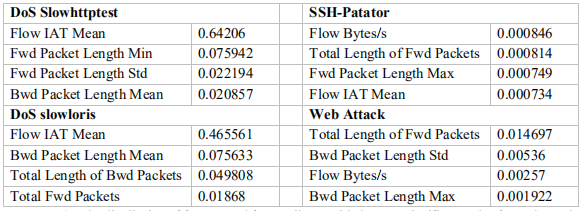 DoS Slowhttptest SSH-Patator
Flow IAT Mean 0.64206 Flow Bytes/s 0.000846
Fwd Packet Length Min 0.075942 Total Length of Fwd Packets 0.000814
Fwd Packet Length Std 0.022194 Fwd Packet Length Max 0.000749
Bwd Packet Length Mean 0.020857 Flow IAT Mean 0.000734
DoS slowloris Web Attack
Flow IAT Mean 0.465561 Total Length of Fwd Packets 0.014697
Bwd Packet Length Mean 0.075633 Bwd Packet Length Std 0.00536
Total Length of Bwd Packets 0.049808 Flow Bytes/s 0.00257
Total Fwd Packets 0.01868 Bwd Packet Length Max 0.001922